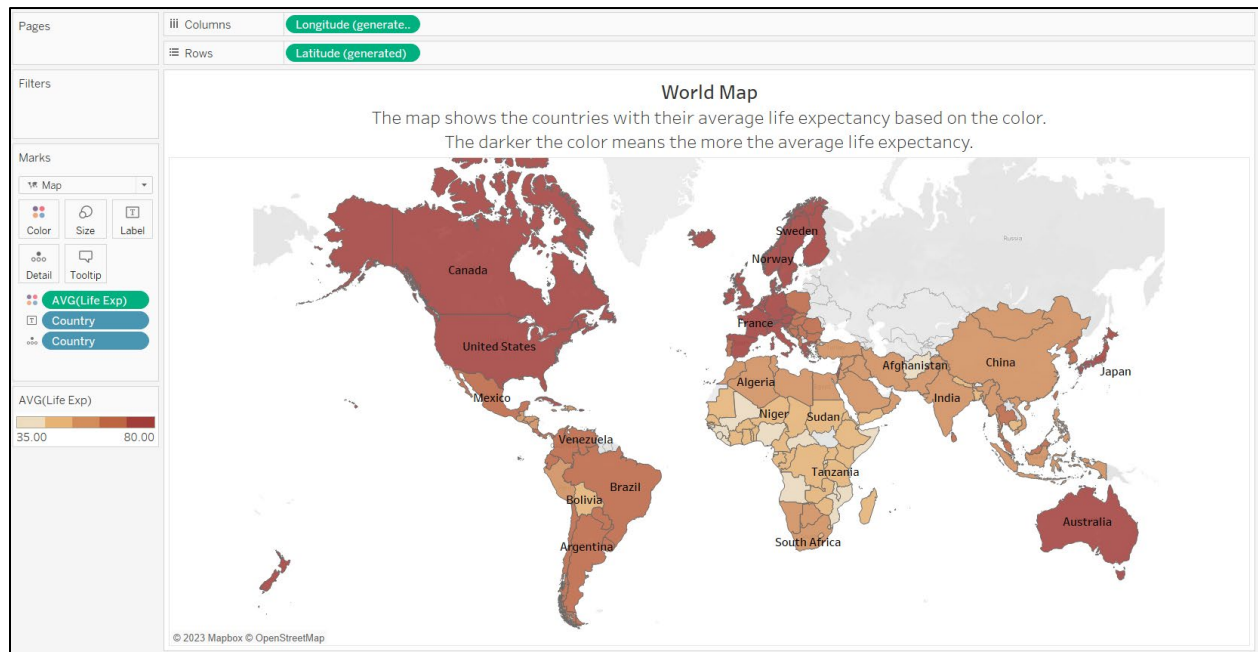 Pages
Columns
Longitude (generate..
Rows
Latitude (generated)
Filters
Marks
Map
Color
Size
Label
Detail
Tooltip
AVG(Life Exp)
Country
Country
AVG(Life Exp)
35.00 80.00
World Map
The map shows the countries with their average life expectancy based on the color.
The darker the color means the more the average life expectancy.
Sweden
Russia
Norway
Canada
France
United States
Afghanistan
China
Japan
Algeria
Mexico
India
Niger
Sudan
Venezuela
Tanzania
Brazil
Bolivia
Australia
Argentina
South Africa
© 2023 Mapbox © OpenStreetMap